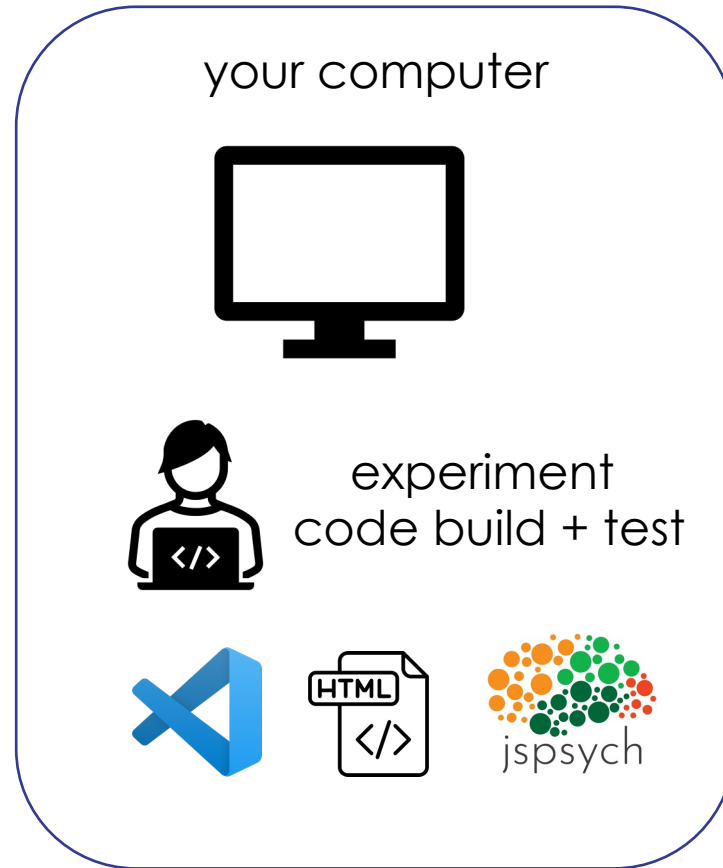 your computer
experiment
code build + test
</>
HTML
</>
jspsych